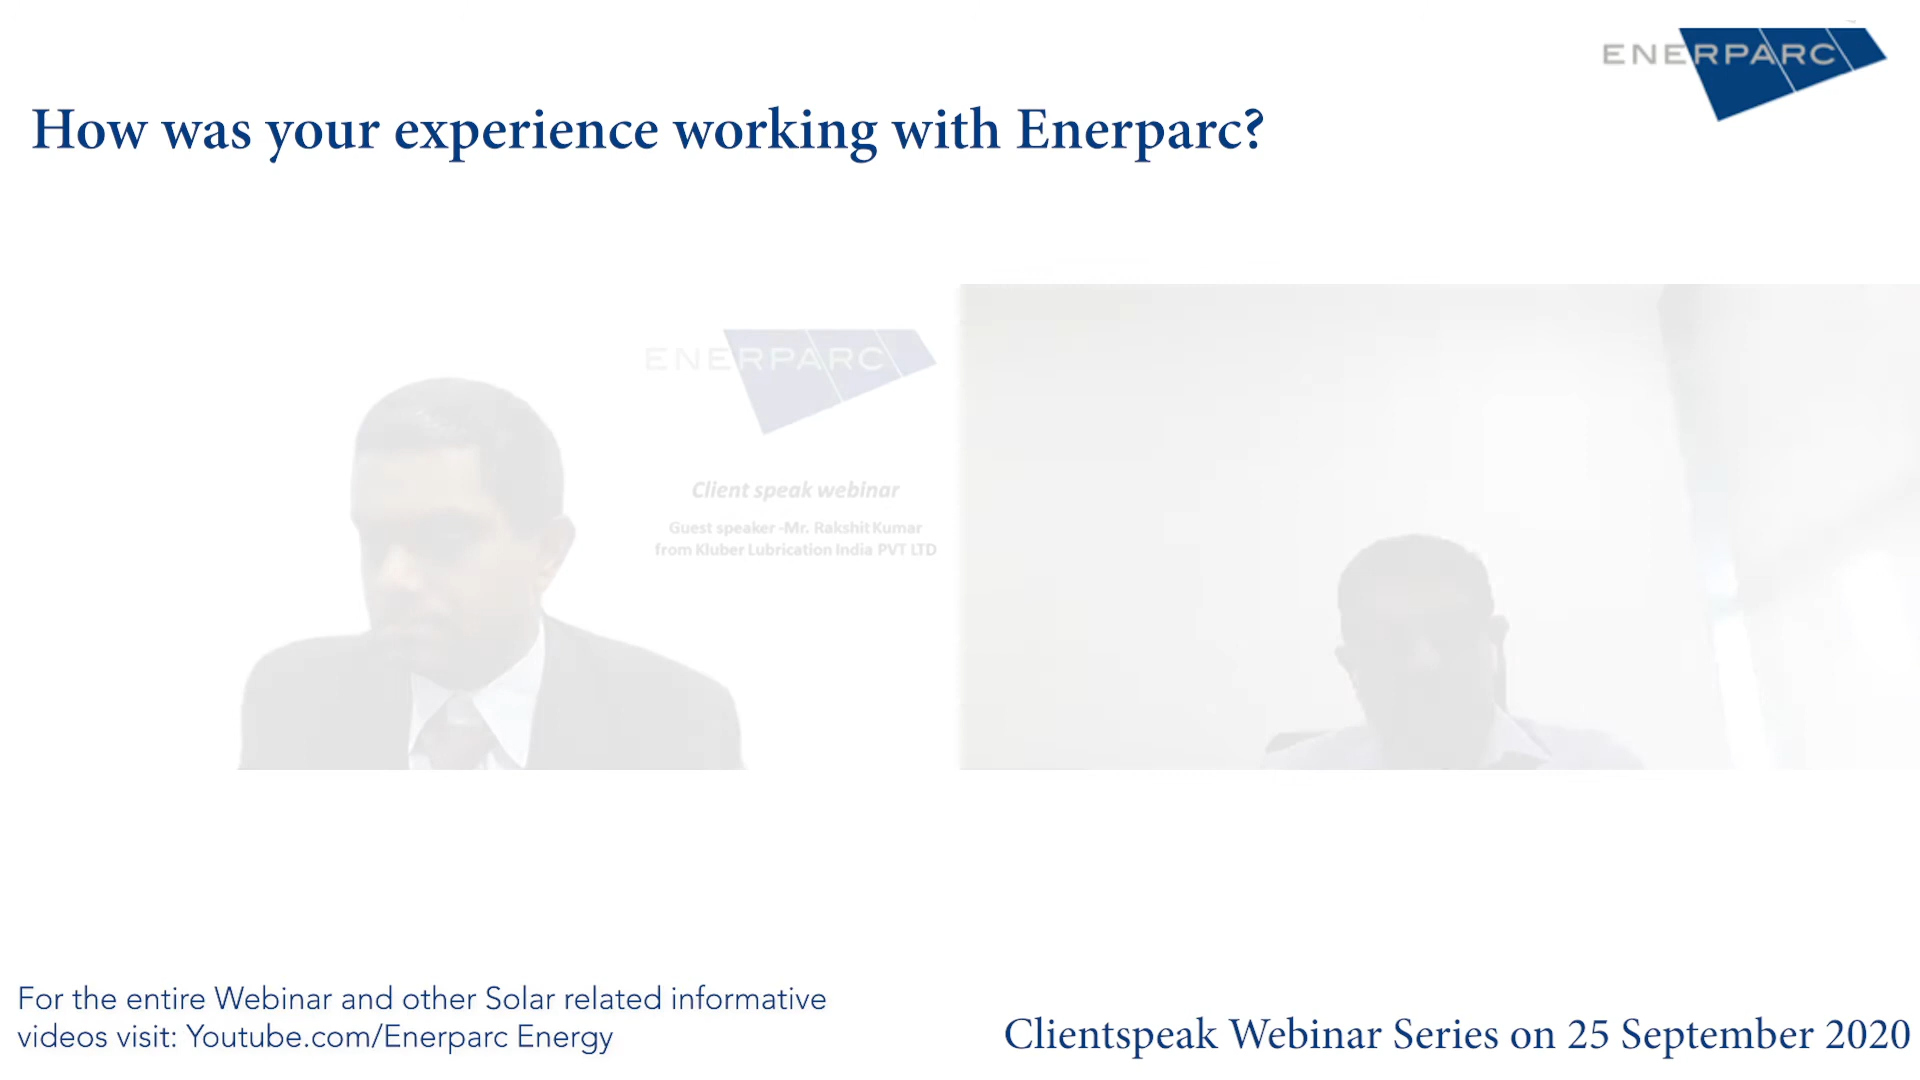 ENERPARC
How was your experience working with Enerparc?
ENERPARC
Client speak webinar
Guest speaker -Mr. Rakshit Kumar
from Kluber Lubrication India PVT LTD
For the entire Webinar and other Solar related informative
videos visit: Youtube.com/Enerparc Energy
Clientspeak Webinar Series on 25 September 2020